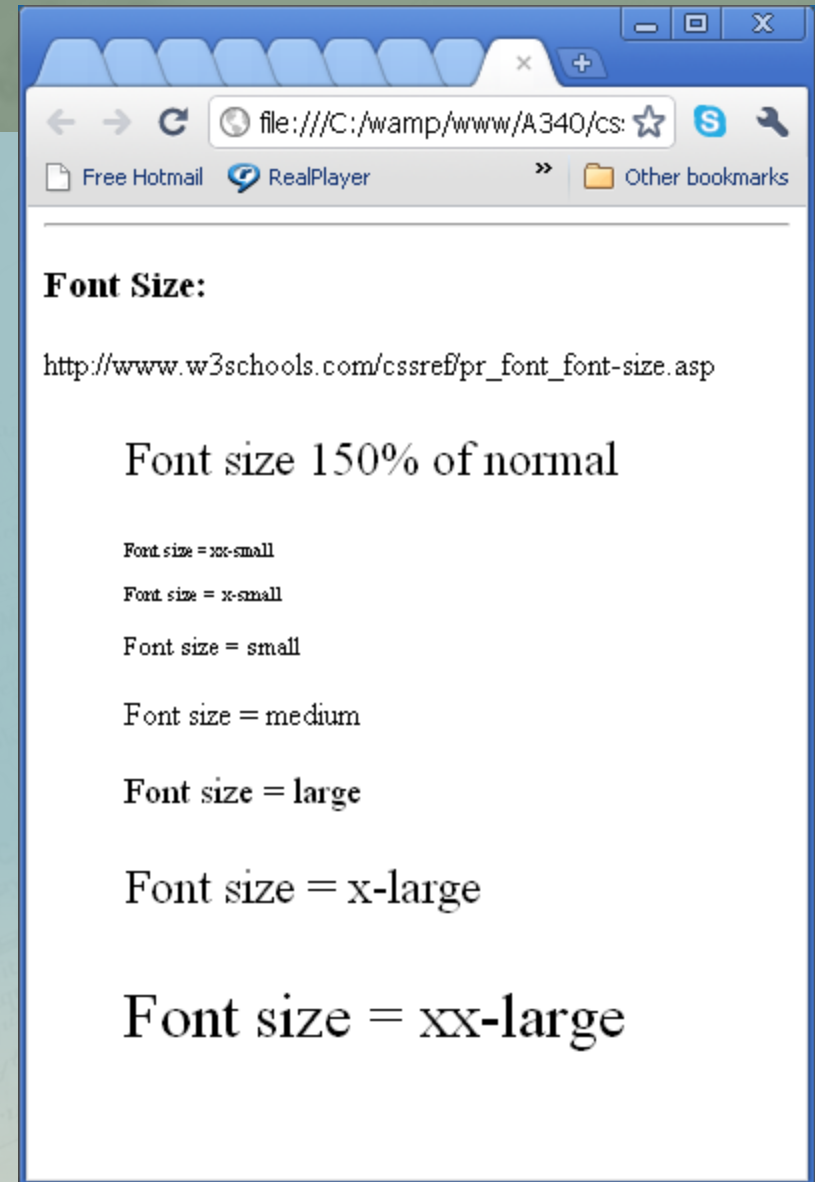 file:///C:/wamp/www/A340/cs
Free Hotmail RealPlayer » Other bookmarks
Font Size:
http://www.w3schools.com/cssref/pr_font_font-size.asp
Font size 150% of normal
Font size = xx-small
Font size = x-small
Font size = small
Font size = medium
Font size = large
Font size = x-large
Font size = xx-large